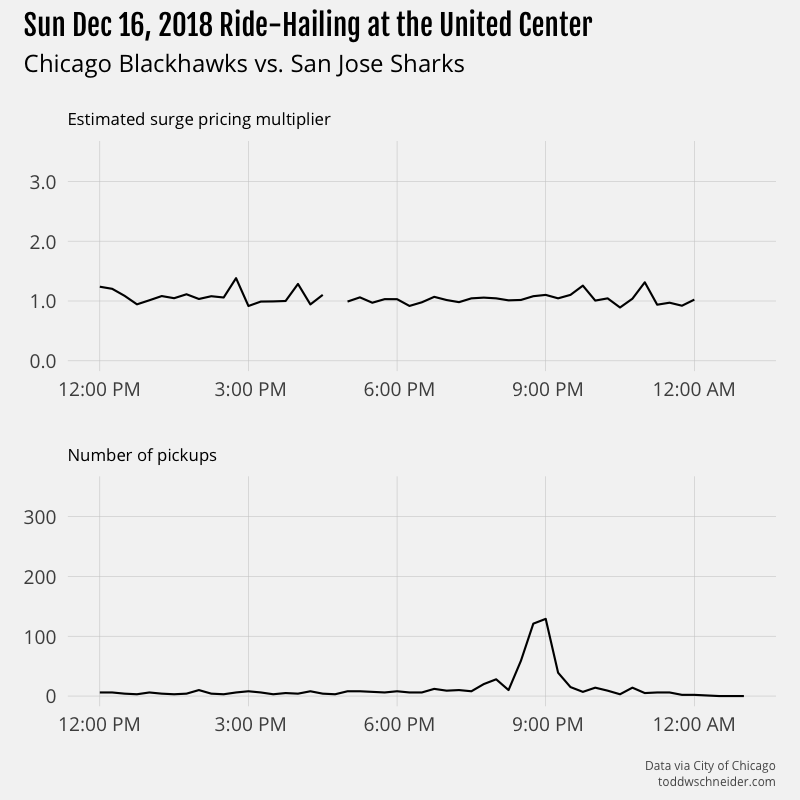 Sun Dec 16, 2018 Ride-Hailing at the United Center
Chicago Blackhawks vs. San Jose Sharks
Estimated surge pricing multiplier
3.0
2.0
1.0
0.0
12:00 PM 3:00 PM 6:00 PM 9:00 PM 12:00 AM
Number of pickups
300
200
100
0
12:00 PM 3:00 PM 6:00 PM 9:00 PM 12:00 AM
Data via City of Chicago
toddwschneider.com